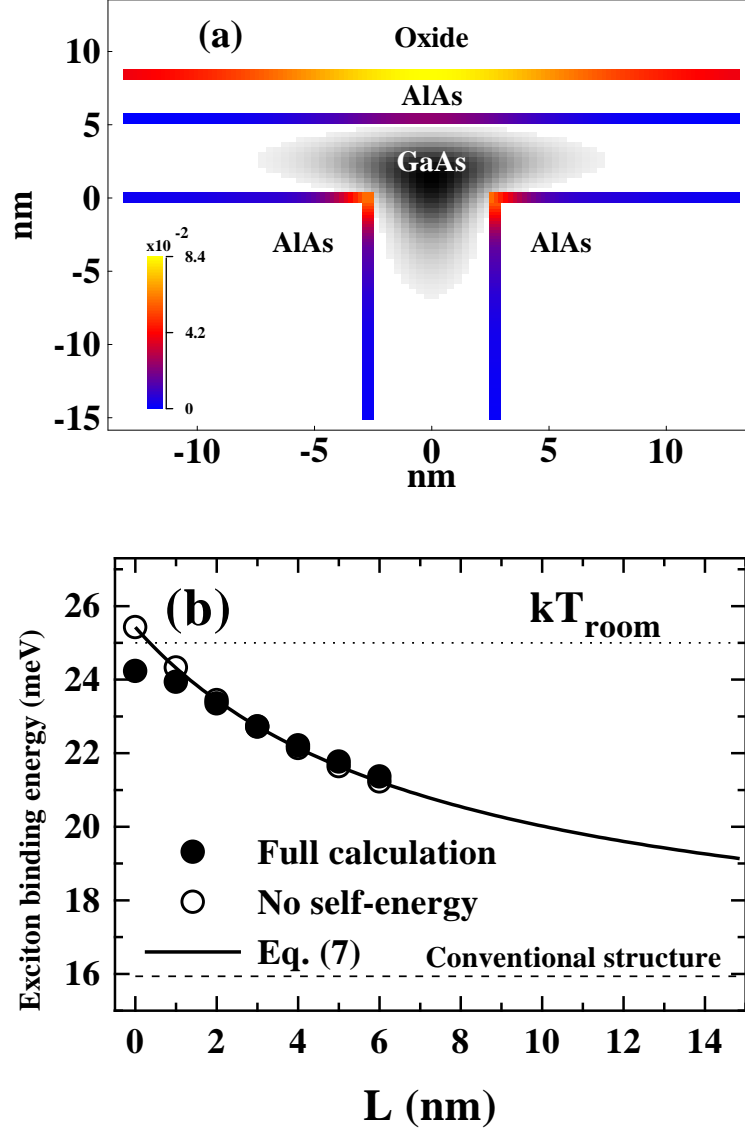 (a)
Oxide
AlAs
GaAs
AlAs
AlAs
x10
-2
8.4
4.2
0
10
5
0
-5
-10
-15
nm
-10
-5
0
5
10
nm
(b)
kTroom
26
24
22
20
18
16
Exciton binding energy (meV)
Full calculation
No self-energy
Eq. (7)
Conventional structure
0
2
4
6
8
10
12
14
L (nm)